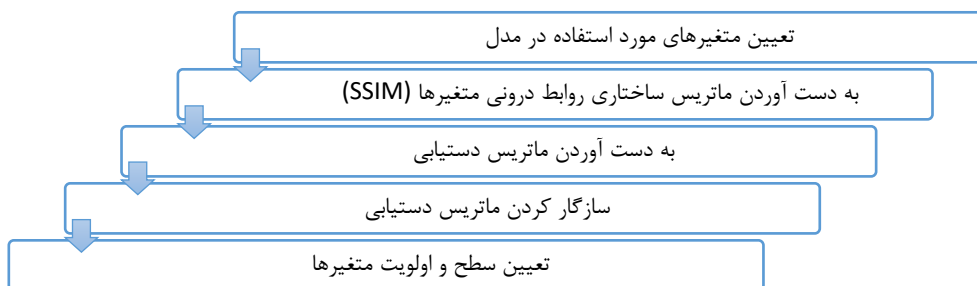 تعیین متغیرهای مورد استفاده در مدل
به دست آوردن ماتریس ساختاری روابط درونی متغیرها (SSIM)
به دست آوردن ماتریس دستیابی
سازگار کردن ماتریس دستیابی
تعیین سطح و اولویت متغیرها